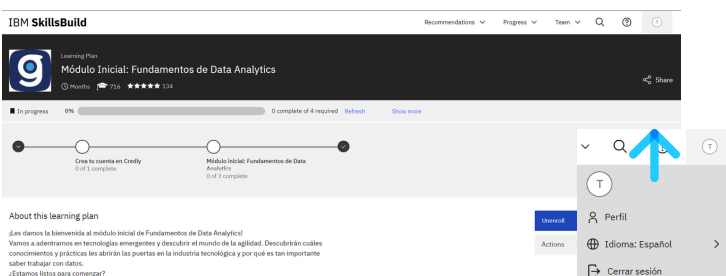 IBM SkillsBuild
Recommendations
Progress
Team
T
Learning Plan
Módulo Inicial: Fundamentos de Data Analytics
Months 716 ★★★★★ 134
Share
In progress 0% 0 complete of 4 required Refresh Show more
Crea tu cuenta en Credly
0 of 1 complete
Módulo Inicial: Fundamentos de Data
Analytics
0 of 3 complete
T
T
Perfil
Idioma: Español
Cerrar sesión
About this learning plan
¡Les damos la bienvenida al módulo inicial de Fundamentos de Data Analytics!
Vamos a adentrarnos en tecnologías emergentes y descubrir el mundo de la agilidad. Descubrirán cuáles
conocimientos y prácticas les abrirán las puertas en la industria tecnológica y por qué es tan importante
saber trabajar con datos.
¿Estamos listos para comenzar?
Unenroll
Actions